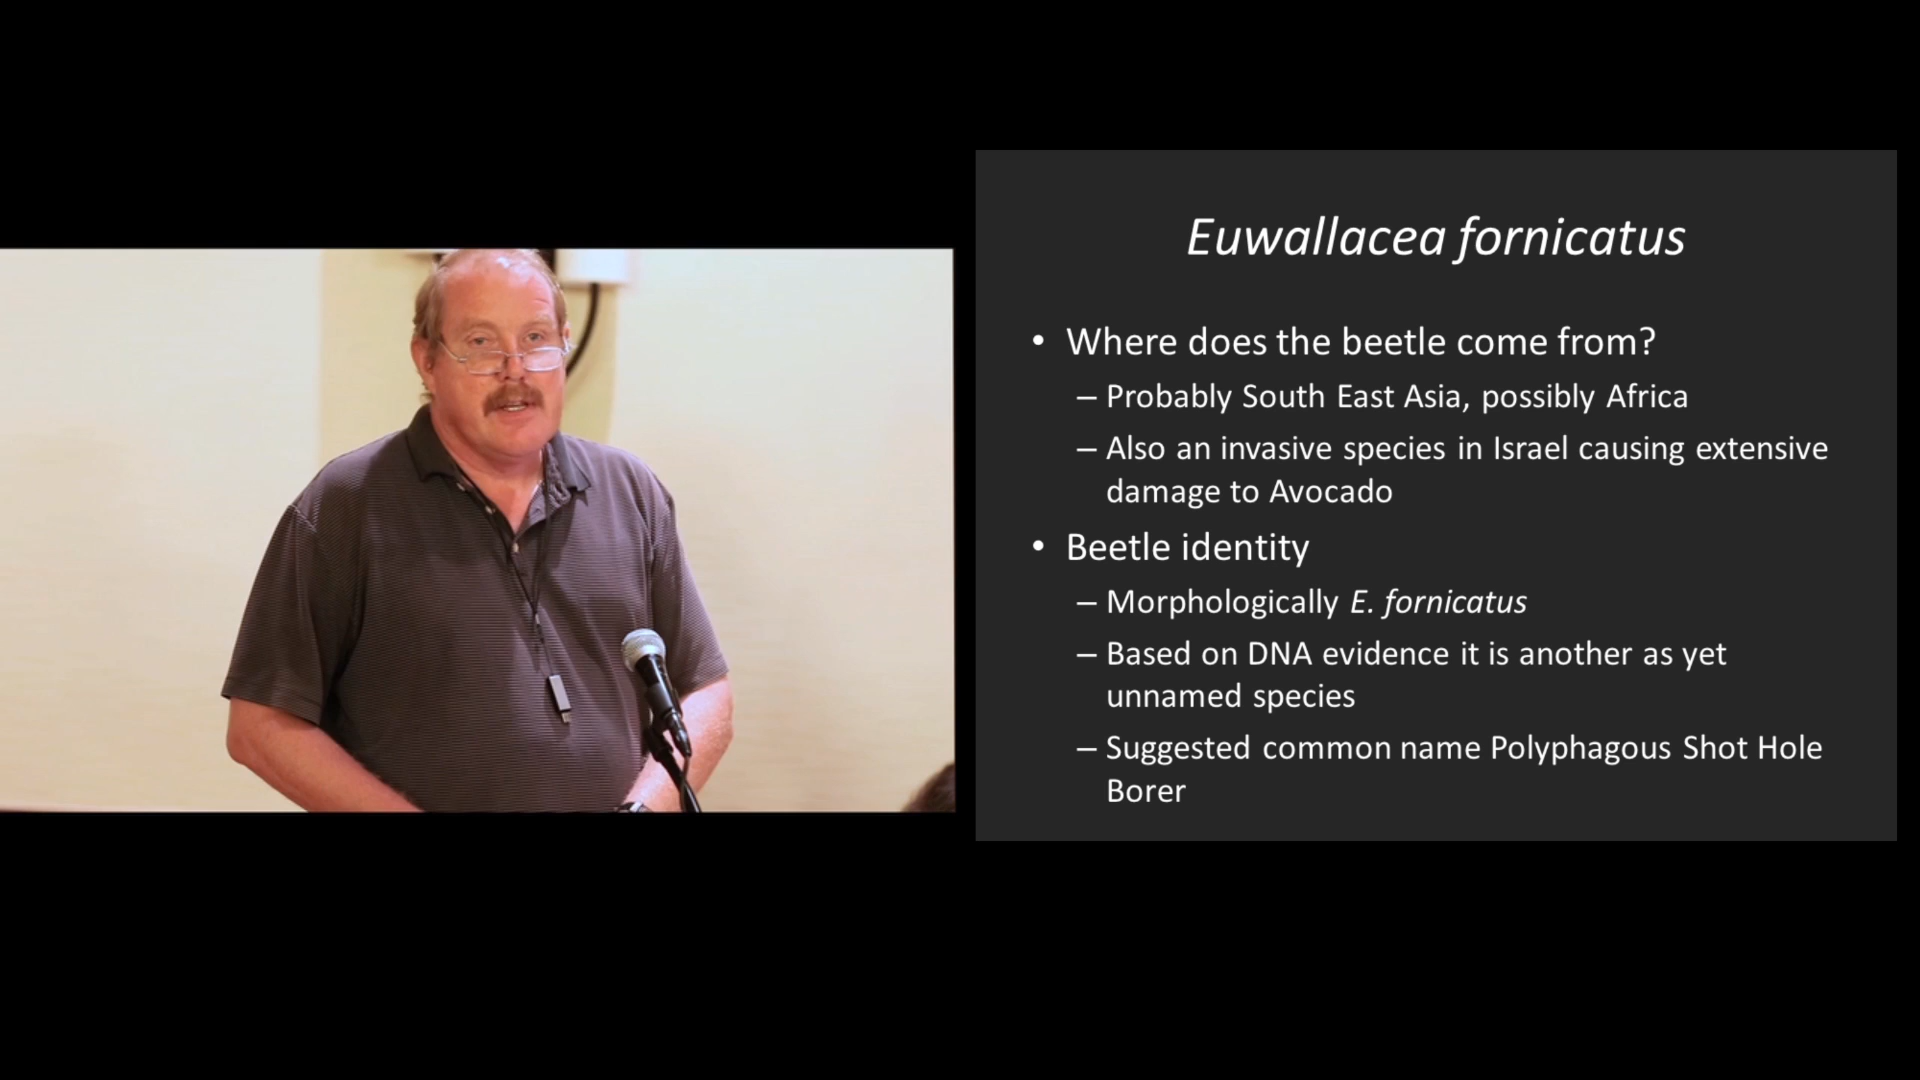 Euwallacea fornicatus
• Where does the beetle come from?
– Probably South East Asia, possibly Africa
– Also an invasive species in Israel causing extensive
damage to Avocado
• Beetle identity
– Morphologically E. fornicatus
– Based on DNA evidence it is another as yet
unnamed species
– Suggested common name Polyphagous Shot Hole
Borer